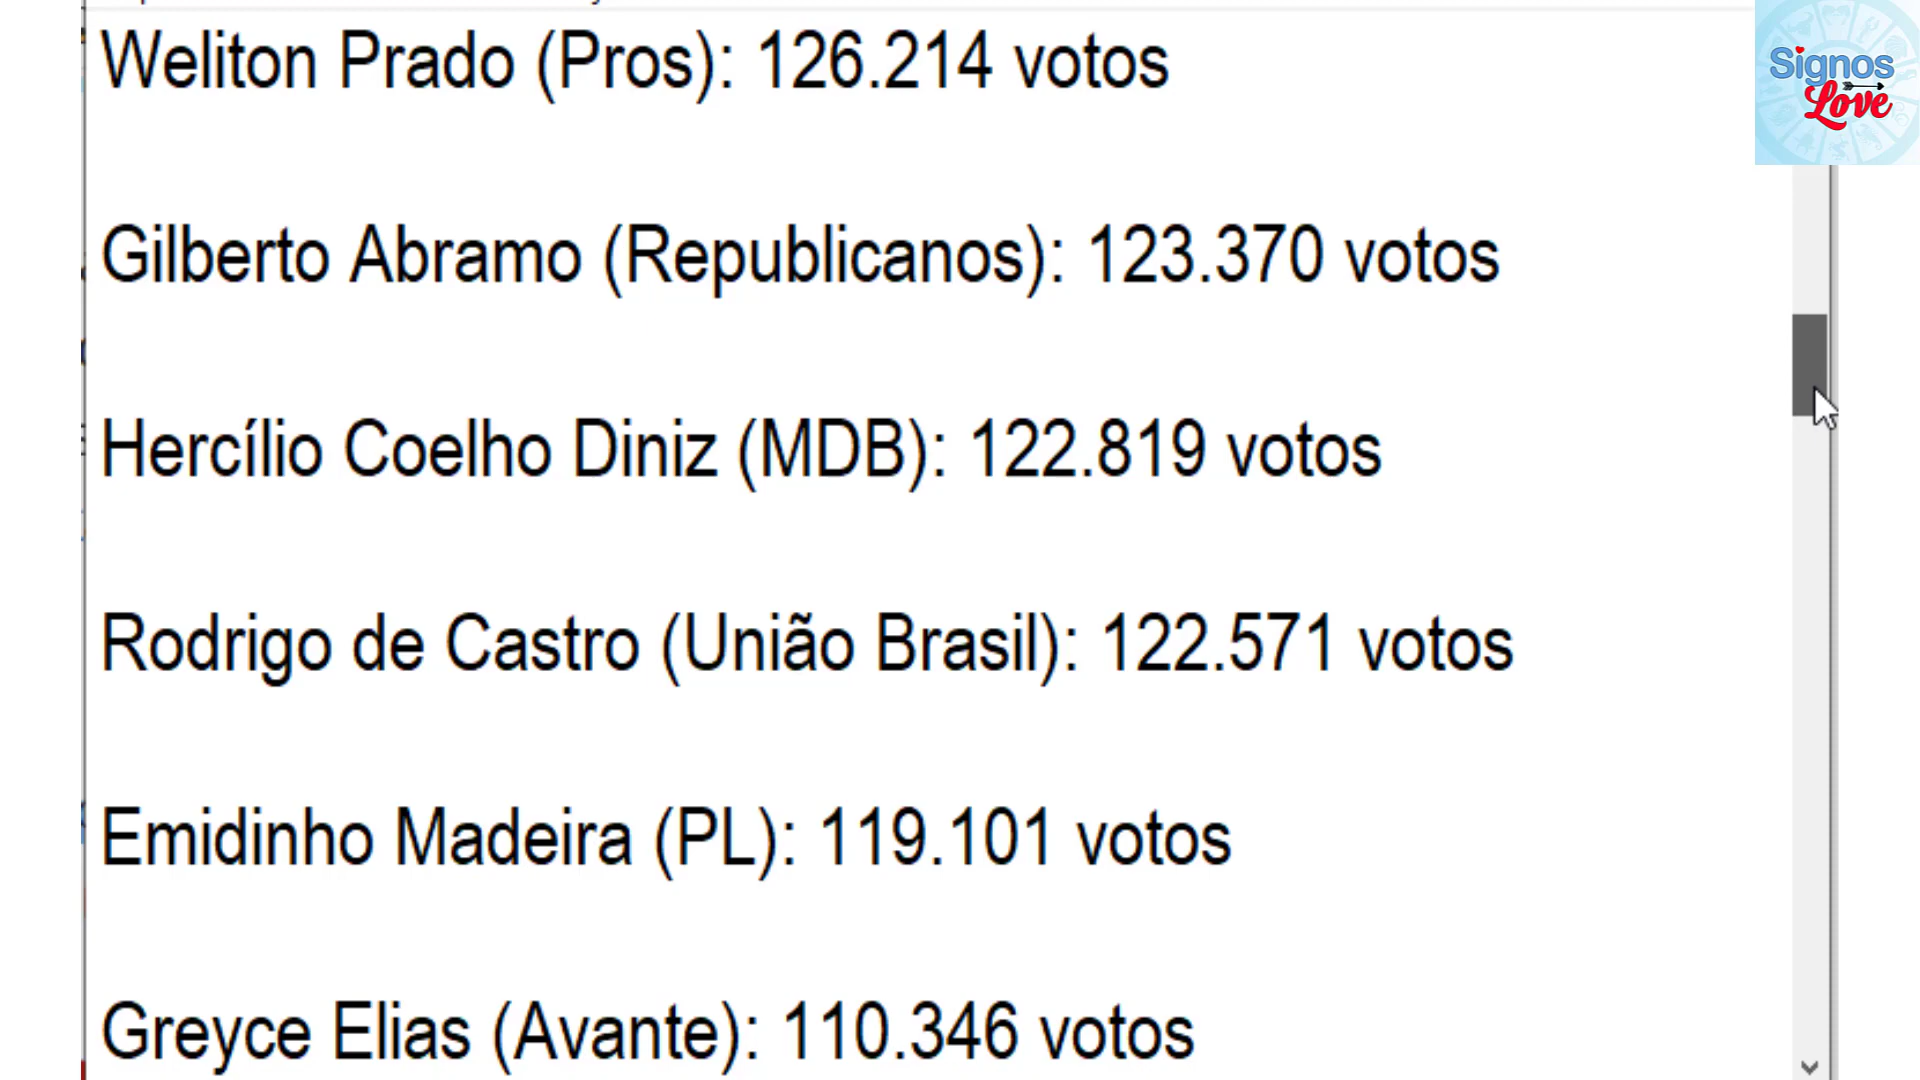 Weliton Prado (Pros): 126.214 votos
Signos
Love
Gilberto Abramo (Republicanos): 123.370 votos
Hercílio Coelho Diniz (MDB): 122.819 votos
Rodrigo de Castro (União Brasil): 122.571 votos
Emidinho Madeira (PL): 119.101 votos
Greyce Elias (Avante): 110.346 votos